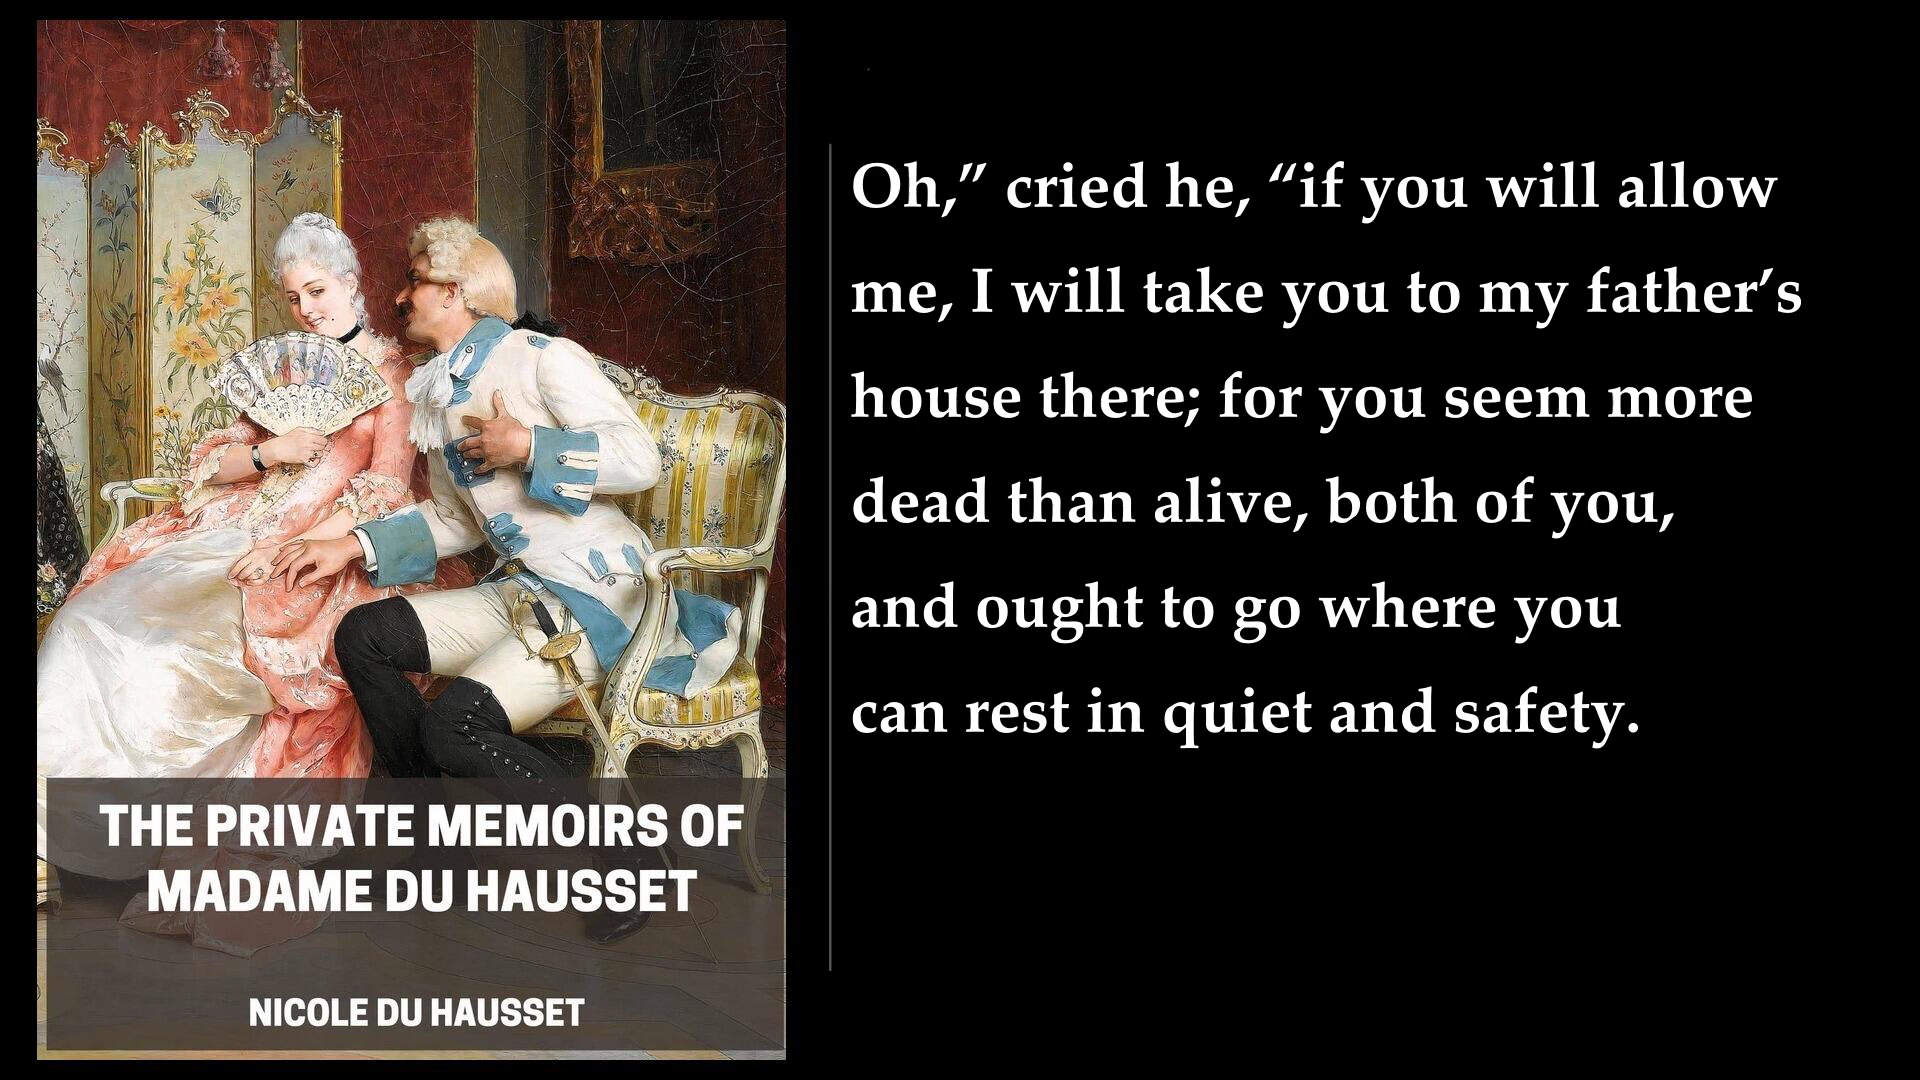 Oh,” cried he, “if you will allow
me, I will take you to my father’s
house there; for you seem more
dead than alive, both of you,
and ought to go where you
can rest in quiet and safety.
THE PRIVATE MEMOIRS OF
MADAME DU HAUSSET
NICOLE DU HAUSSET